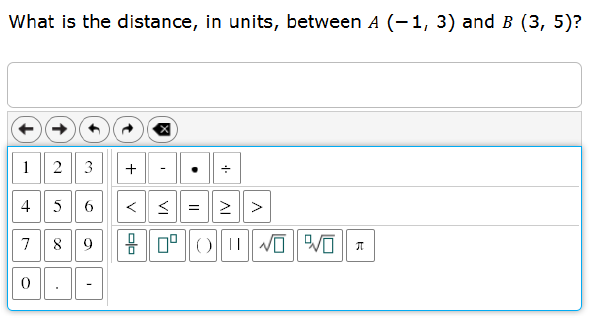 What is the distance, in units, between A (−1, 3) and B (3, 5)?
1 2 3 + - • ÷
4 5 6 < ≤ = ≥ >
7 8 9 ( ) | | √ √ π
0 . -